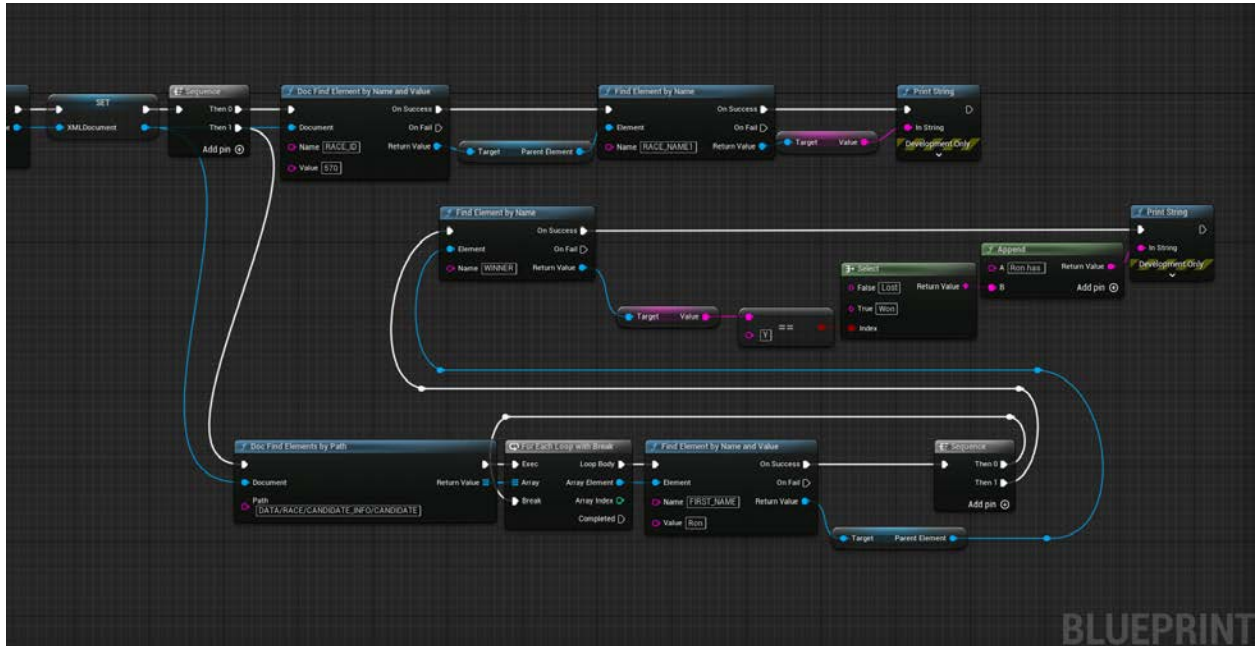 SET
XMLDocument
Sequence
Then 0
Then 1
Add pin
Doc Find Element by Name and Value
On Success
Document
On Fail
Name RACE_ID
Return Value
Value 570
Target Parent Element
Find Element by Name
On Success
Element
On Fail
Name RACE_NAME1
Return Value
Target Value
Print String
In String
Development Only
Find Element by Name
On Success
Element
On Fail
Name WINNER
Return Value
Target Value
Y ==
Select
False Lost
Return Value
True Won
Index
Append
A Ron has
Return Value
B
Add pin
Print String
In String
Development Only
Doc Find Elements by Path
Document
Return Value
Path
DATA/RACE/CANDIDATE_INFO/CANDIDATE
For Each Loop with Break
Exec
Loop Body
Array
Array Element
Break
Array Index
Completed
Find Element by Name and Value
On Success
Element
On Fail
Name FIRST_NAME
Return Value
Value Ron
Target Parent Element
Sequence
Then 0
Then 1
Add pin
BLUEPRINT